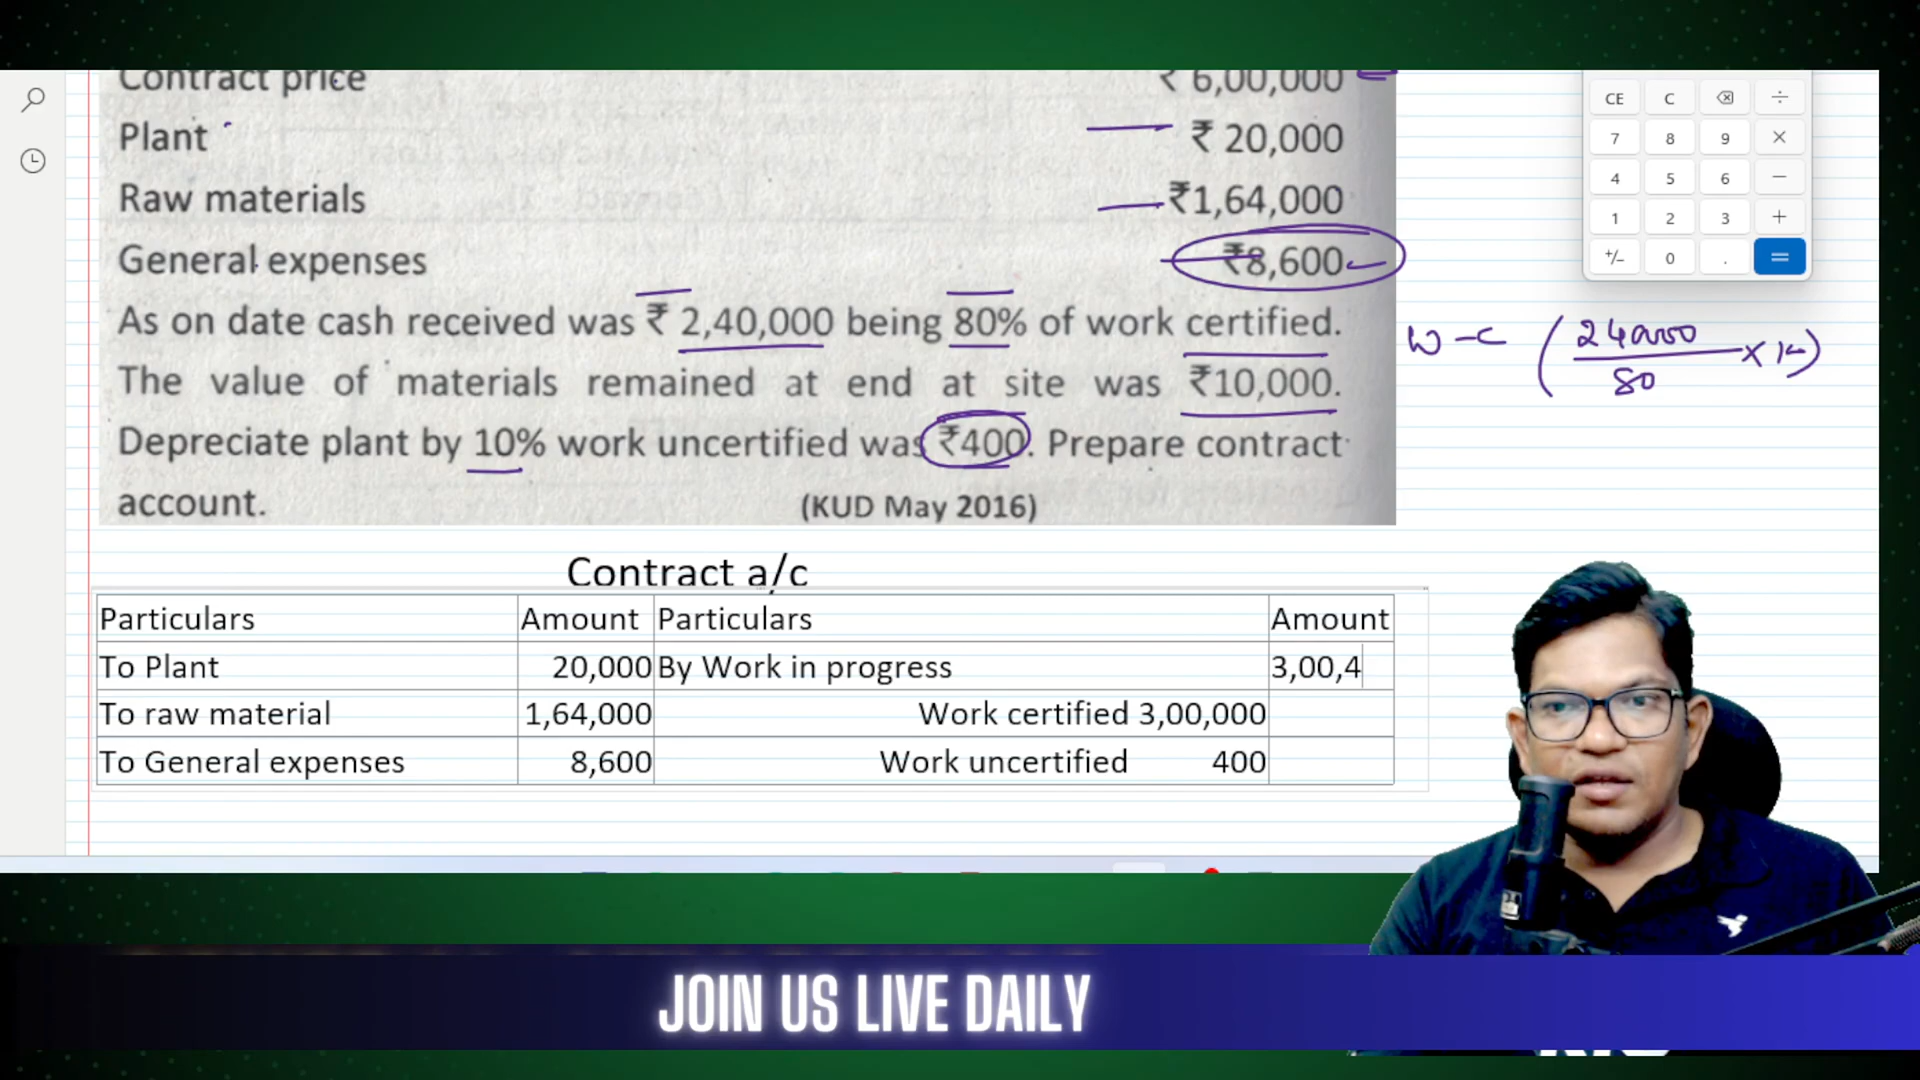 Contract price ₹ 6,00,000
Plant ₹ 20,000
Raw materials ₹1,64,000
General expenses ₹8,600
As on date cash received was ₹ 2,40,000 being 80% of work certified.
The value of materials remained at end at site was ₹10,000.
Depreciate plant by 10% work uncertified was ₹400. Prepare contract
account. (KUD May 2016)
CE C ÷
7 8 9 ×
4 5 6 −
1 2 3 +
+/− 0 . =
W-C
80
Contract a/c
Particulars Amount Particulars Amount
To Plant 20,000 By Work in progress 3,00,4
To raw material 1,64,000 Work certified 3,00,000
To General expenses 8,600 Work uncertified 400
JOIN US LIVE DAILY